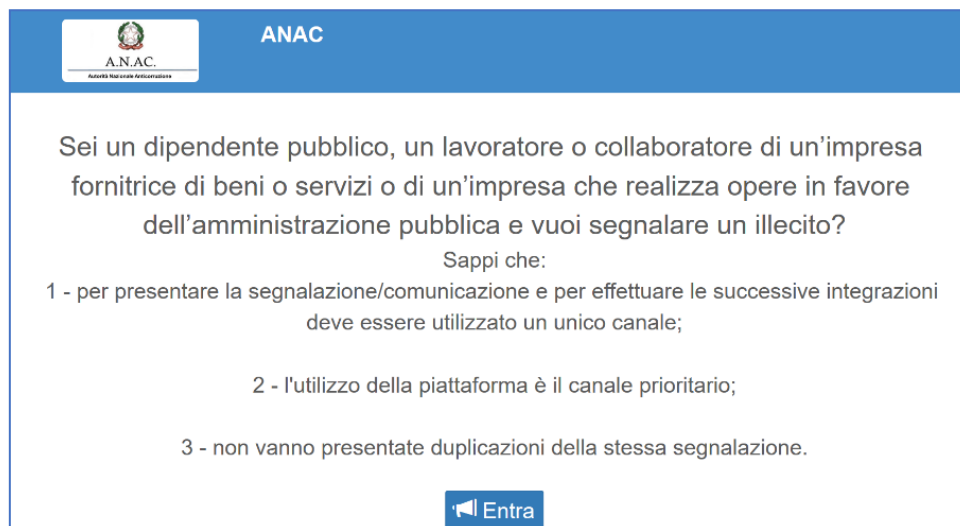 A.N.AC.
Autorità Nazionale Anticorruzione
ANAC
Sei un dipendente pubblico, un lavoratore o collaboratore di un’impresa
fornitrice di beni o servizi o di un’impresa che realizza opere in favore
dell’amministrazione pubblica e vuoi segnalare un illecito?
Sappi che:
1 - per presentare la segnalazione/comunicazione e per effettuare le successive integrazioni
deve essere utilizzato un unico canale;
2 - l'utilizzo della piattaforma è il canale prioritario;
3 - non vanno presentate duplicazioni della stessa segnalazione.
Entra